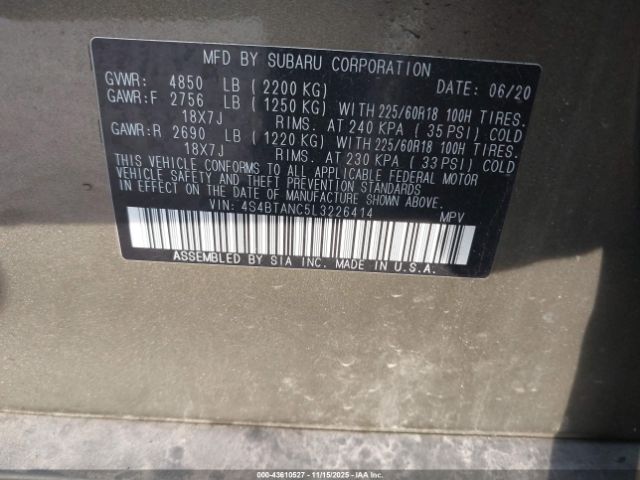 MFD BY SUBARU CORPORATION
GVWR: 4850 LB (2200 KG) DATE: 06/20
GAWR:F 2756 LB (1250 KG) WITH 225/60R18 100H TIRES.
18X7J RIMS. AT 240 KPA (35 PSI) COLD
GAWR:R 2690 LB (1220 KG) WITH 225/60R18 100H TIRES.
18X7J RIMS. AT 230 KPA (33 PSI) COLD
THIS VEHICLE CONFORMS TO ALL APPLICABLE FEDERAL MOTOR
VEHICLE SAFETY AND THEFT PREVENTION STANDARDS
IN EFFECT ON THE DATE OF MANUFACTURE SHOWN ABOVE.
VIN: 4S4BTANC5L3226414 MPV
ASSEMBLED BY SIA INC. MADE IN U.S.A.
000-43610527 - 11/15/2025 - IAAI.COM